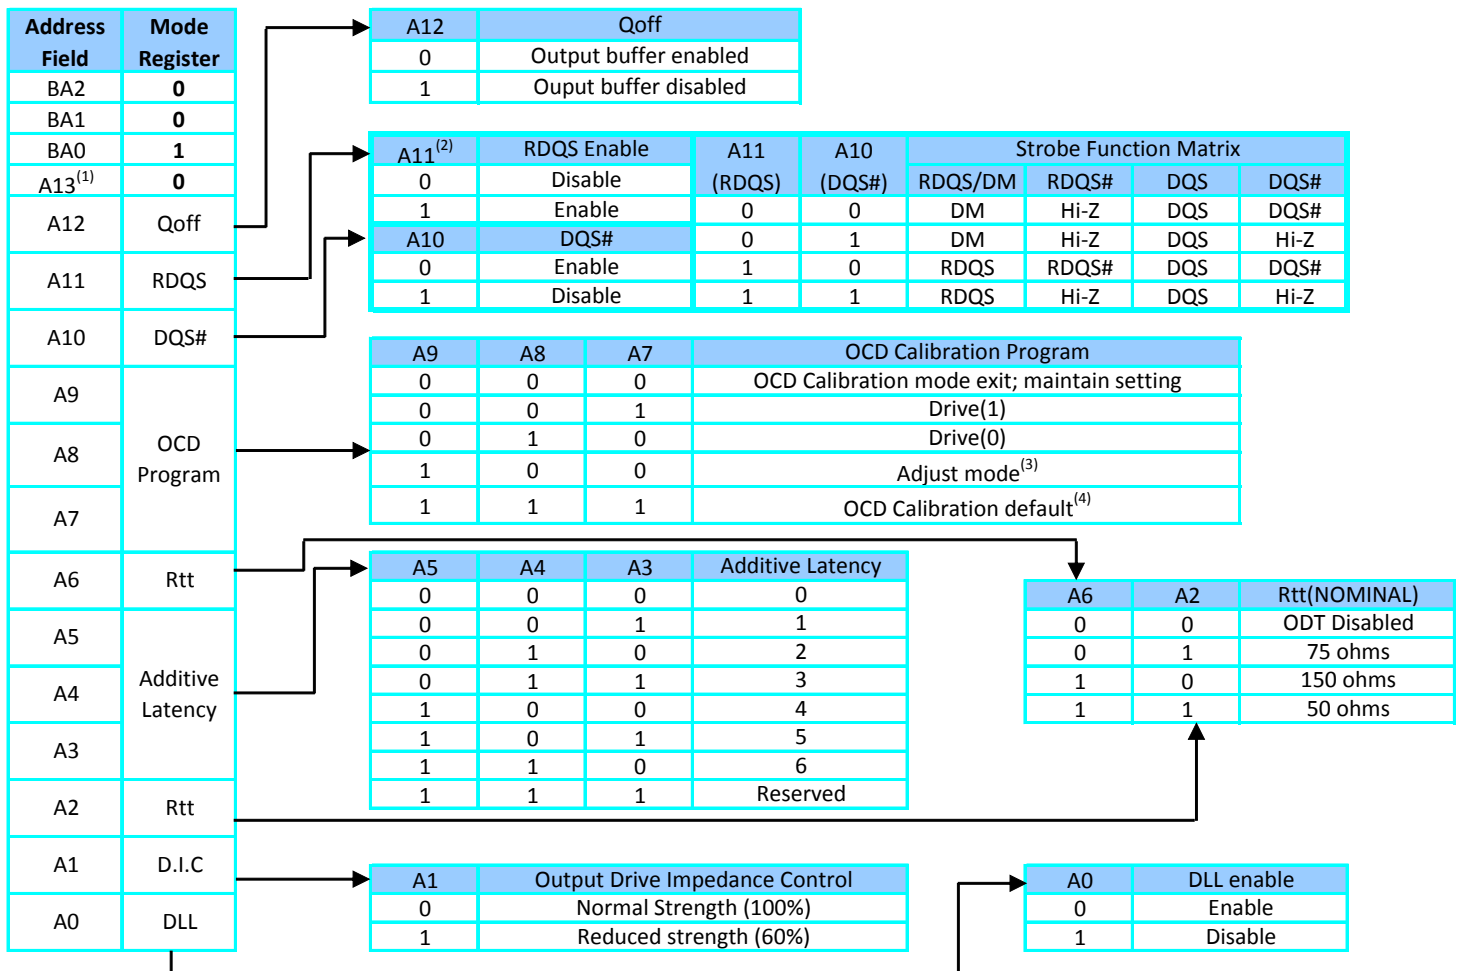 Address Field Mode Register
BA2 0
BA1 0
BA0 1
A13(1) 0
A12 Qoff
A11 RDQS
A10 DQS#
A9
A8
A7
OCD Program
A6 Rtt
A5
A4
A3
Additive Latency
A2 Rtt
A1 D.I.C
A0 DLL
A12 Qoff
0 Output buffer enabled
1 Ouput buffer disabled
A11(2) RDQS Enable
0 Disable
1 Enable
A10 DQS#
0 Enable
1 Disable
A11 (RDQS) A10 (DQS#) Strobe Function Matrix
RDQS/DM RDQS# DQS DQS#
0 0 DM Hi-Z DQS DQS#
0 1 DM Hi-Z DQS Hi-Z
1 0 RDQS RDQS# DQS DQS#
1 1 RDQS Hi-Z DQS Hi-Z
A9 A8 A7 OCD Calibration Program
0 0 0 OCD Calibration mode exit; maintain setting
0 0 1 Drive(1)
0 1 0 Drive(0)
1 0 0 Adjust mode(3)
1 1 1 OCD Calibration default(4)
A5 A4 A3 Additive Latency
0 0 0 0
0 0 1 1
0 1 0 2
0 1 1 3
1 0 0 4
1 0 1 5
1 1 0 6
1 1 1 Reserved
A6 A2 Rtt(NOMINAL)
0 0 ODT Disabled
0 1 75 ohms
1 0 150 ohms
1 1 50 ohms
A1 Output Drive Impedance Control
0 Normal Strength (100%)
1 Reduced strength (60%)
A0 DLL enable
0 Enable
1 Disable